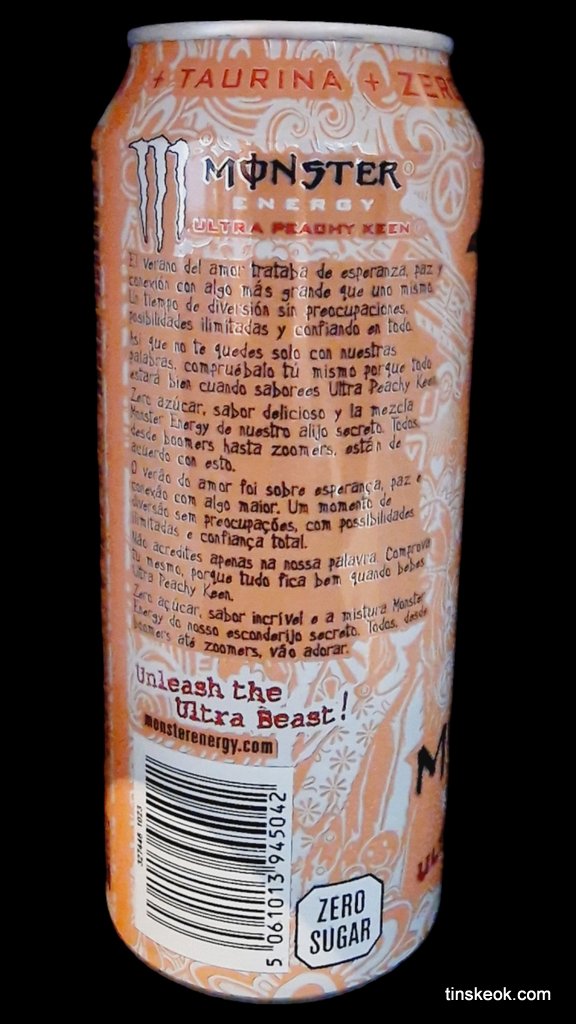 + TAURINA + ZERO
MONSTER
ENERGY
ULTRA PEACHY KEEN
El verano del amor trataba de esperanza, paz y
conexión con algo más grande que uno mismo.
Un tiempo de diversión sin preocupaciones,
posibilidades ilimitadas y confiando en todo.
Así que no te quedes solo con nuestras
palabras, compruébalo tú mismo porque todo
estará bien cuando saborees Ultra Peachy Keen
Zero azúcar, sabor delicioso y la mezcla
Monster Energy de nuestro alijo secreto. Todos,
desde boomers hasta zoomers, están de
acuerdo con esto.
O verão do amor foi sobre esperança, paz e
conexão com algo maior. Um momento de
diversão sem preocupações, com possibilidades
ilimitadas e confiança total.
Não acredites apenas na nossa palavra. Comprova
tu mesmo, porque tudo fica bem quando bebes
Ultra Peachy Keen.
Zero açúcar, sabor incrível e a mistura Monster
Energy do nosso esconderijo secreto. Todos, desde
boomers até zoomers, vão adorar.
Unleash the
Ultra Beast!
monsterenergy.com
327448 1023
5 061013 945042
ZERO
SUGAR
M
UL
tinskeok.com